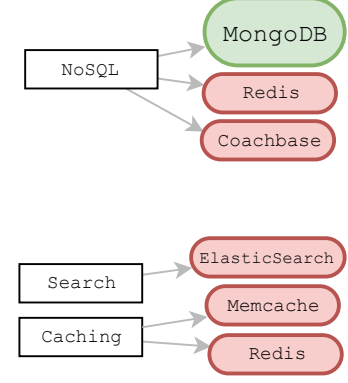 MongoDB
NoSQL
Redis
Coachbase
ElasticSearch
Search
Memcache
Caching
Redis